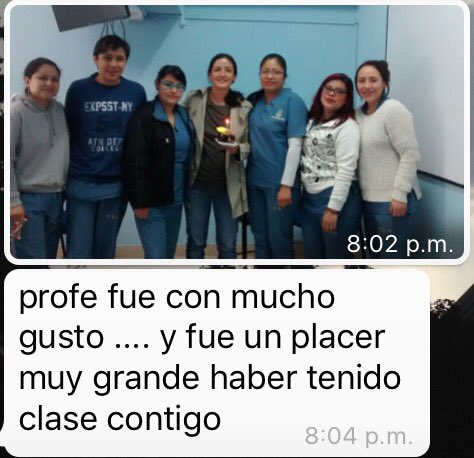 EXPSST-NY
ATH DEP
8:02 p.m.
profe fue con mucho
gusto .... y fue un placer
muy grande haber tenido
clase contigo
8:04 p.m.